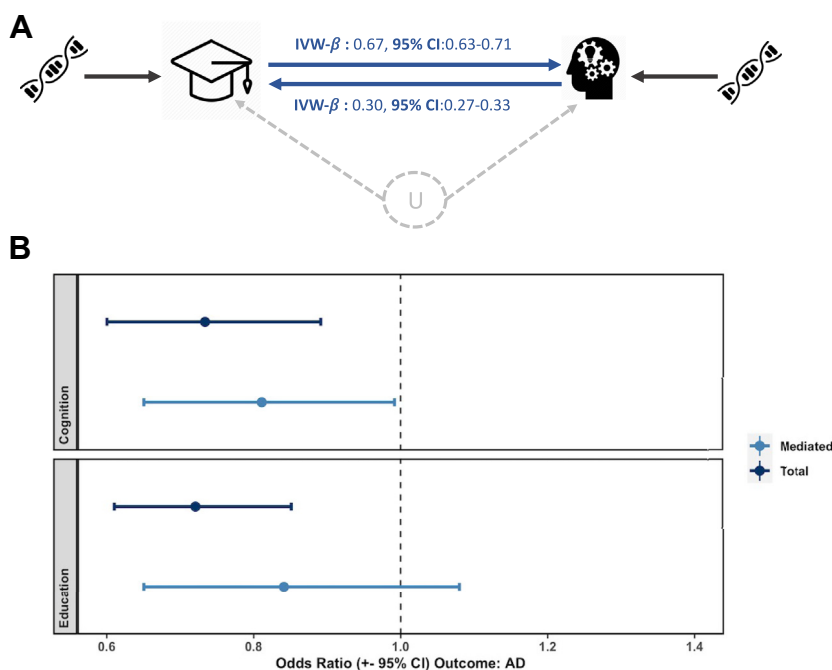 A
IVW-β : 0.67, 95% CI:0.63-0.71
IVW-β : 0.30, 95% CI:0.27-0.33
U
B
Cognition
Education
Mediated
Total
0.6 0.8 1.0 1.2 1.4
Odds Ratio (+- 95% CI) Outcome: AD